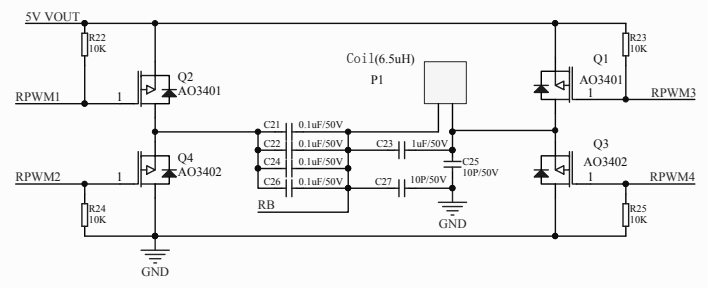 5V VOUT
R22
10K
Q2
AO3401
RPWM1
1
Coil(6.5uH)
P1
Q1
AO3401
1
R23
10K
RPWM3
C21
0.1uF/50V
C22
0.1uF/50V
C23
1uF/50V
C24
0.1uF/50V
C25
10P/50V
C26
0.1uF/50V
C27
10P/50V
RB
GND
Q4
AO3402
RPWM2
1
R24
10K
GND
Q3
AO3402
1
RPWM4
R25
10K